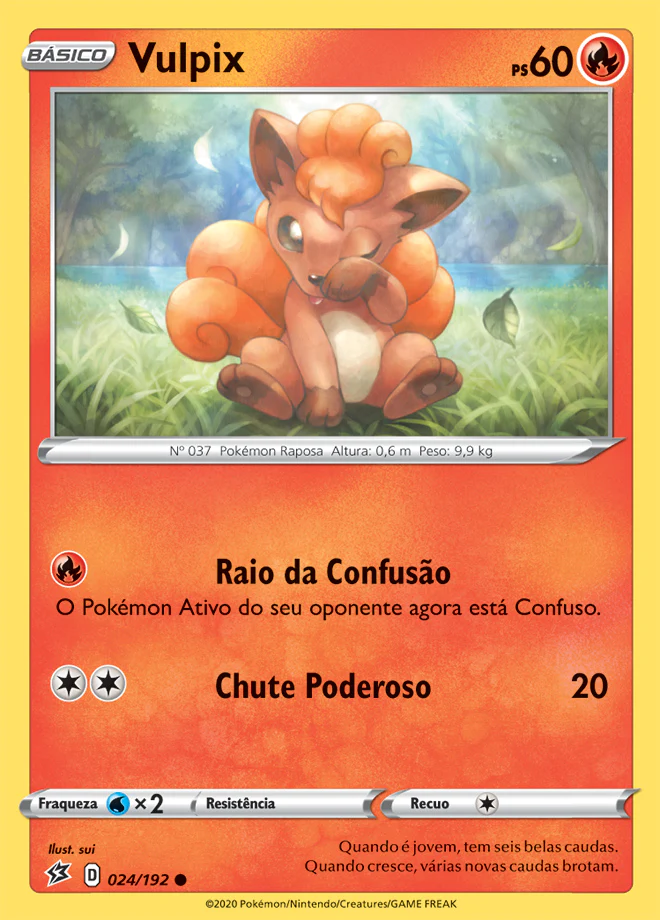 BÁSICO Vulpix PS60
Nº 037 Pokémon Raposa Altura: 0,6 m Peso: 9,9 kg
Raio da Confusão
O Pokémon Ativo do seu oponente agora está Confuso.
Chute Poderoso 20
Fraqueza ×2 Resistência Recuo
Ilust. sui
Quando é jovem, tem seis belas caudas.
Quando cresce, várias novas caudas brotam.
D 024/192
©2020 Pokémon/Nintendo/Creatures/GAME FREAK